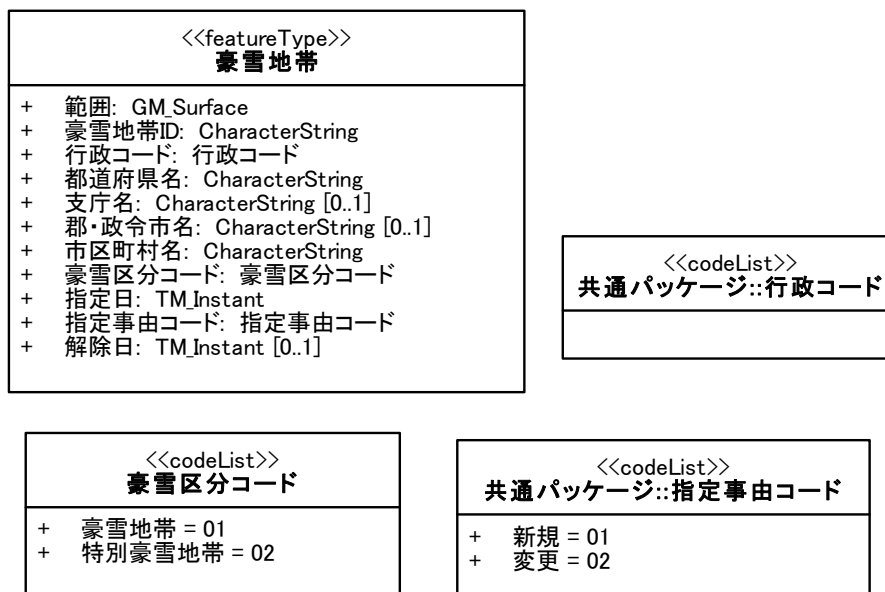 <<featureType>>
豪雪地帯
+ 範囲: GM_Surface
+ 豪雪地帯ID: CharacterString
+ 行政コード: 行政コード
+ 都道府県名: CharacterString
+ 支庁名: CharacterString [0..1]
+ 郡・政令市名: CharacterString [0..1]
+ 市区町村名: CharacterString
+ 豪雪区分コード: 豪雪区分コード
+ 指定日: TM_Instant
+ 指定事由コード: 指定事由コード
+ 解除日: TM_Instant [0..1]
<<codeList>>
共通パッケージ::行政コード
<<codeList>>
豪雪区分コード
+ 豪雪地帯 = 01
+ 特別豪雪地帯 = 02
<<codeList>>
共通パッケージ::指定事由コード
+ 新規 = 01
+ 変更 = 02